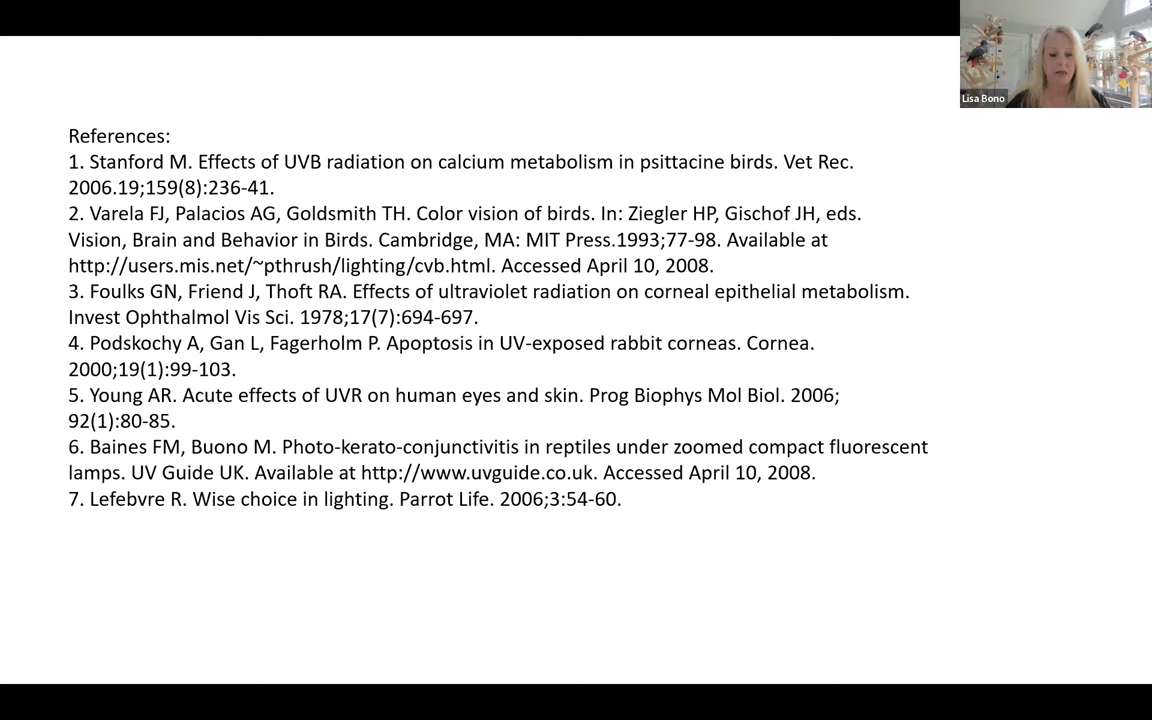 Lisa Bono
References:
1. Stanford M. Effects of UVB radiation on calcium metabolism in psittacine birds. Vet Rec.
2006.19;159(8):236-41.
2. Varela FJ, Palacios AG, Goldsmith TH. Color vision of birds. In: Ziegler HP, Gischof JH, eds.
Vision, Brain and Behavior in Birds. Cambridge, MA: MIT Press.1993;77-98. Available at
http://users.mis.net/~pthrush/lighting/cvb.html. Accessed April 10, 2008.
3. Foulks GN, Friend J, Thoft RA. Effects of ultraviolet radiation on corneal epithelial metabolism.
Invest Ophthalmol Vis Sci. 1978;17(7):694-697.
4. Podskochy A, Gan L, Fagerholm P. Apoptosis in UV-exposed rabbit corneas. Cornea.
2000;19(1):99-103.
5. Young AR. Acute effects of UVR on human eyes and skin. Prog Biophys Mol Biol. 2006;
92(1):80-85.
6. Baines FM, Buono M. Photo-kerato-conjunctivitis in reptiles under zoomed compact fluorescent
lamps. UV Guide UK. Available at http://www.uvguide.co.uk. Accessed April 10, 2008.
7. Lefebvre R. Wise choice in lighting. Parrot Life. 2006;3:54-60.